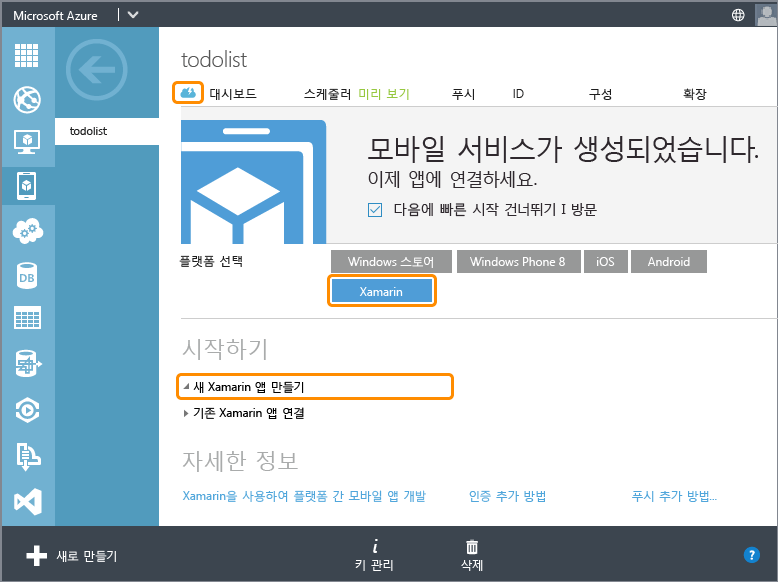 Microsoft Azure
todolist
todolist
대시보드 스케줄러 미리 보기 푸시 ID 구성 확장
모바일 서비스가 생성되었습니다.
이제 앱에 연결하세요.
다음에 빠른 시작 건너뛰기 I 방문
플랫폼 선택 Windows 스토어 Windows Phone 8 iOS Android
Xamarin
시작하기
새 Xamarin 앱 만들기
기존 Xamarin 앱 연결
자세한 정보
Xamarin을 사용하여 플랫폼 간 모바일 앱 개발 인증 추가 방법 푸시 추가 방법...
DB
새로 만들기 키 관리 삭제 ?